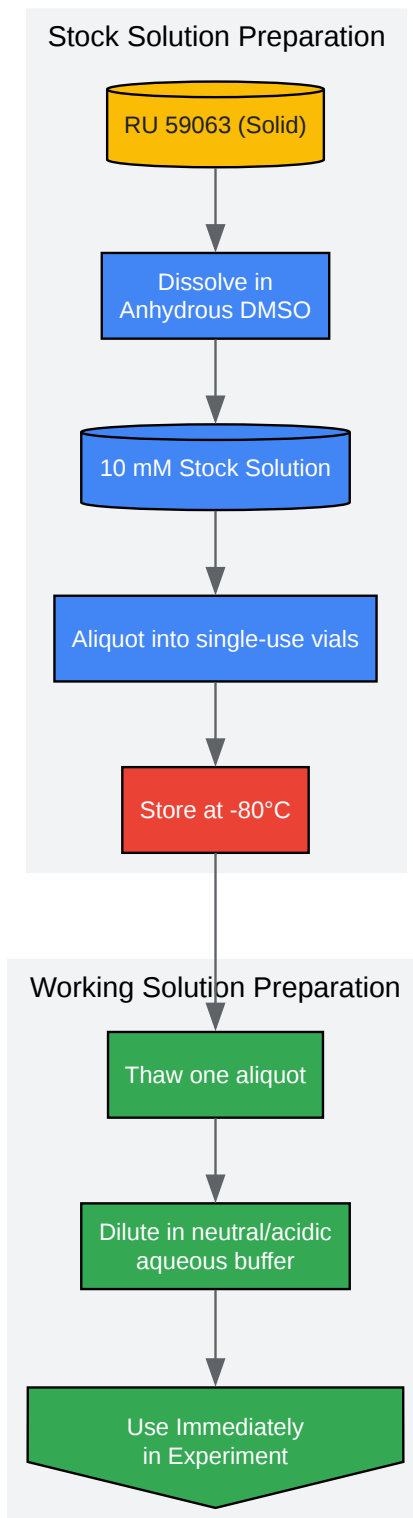 Stock Solution Preparation
RU 59063 (Solid)
Dissolve in
Anhydrous DMSO
10 mM Stock Solution
Aliquot into single-use vials
Store at -80°C
Working Solution Preparation
Thaw one aliquot
Dilute in neutral/acidic
aqueous buffer
Use Immediately
in Experiment